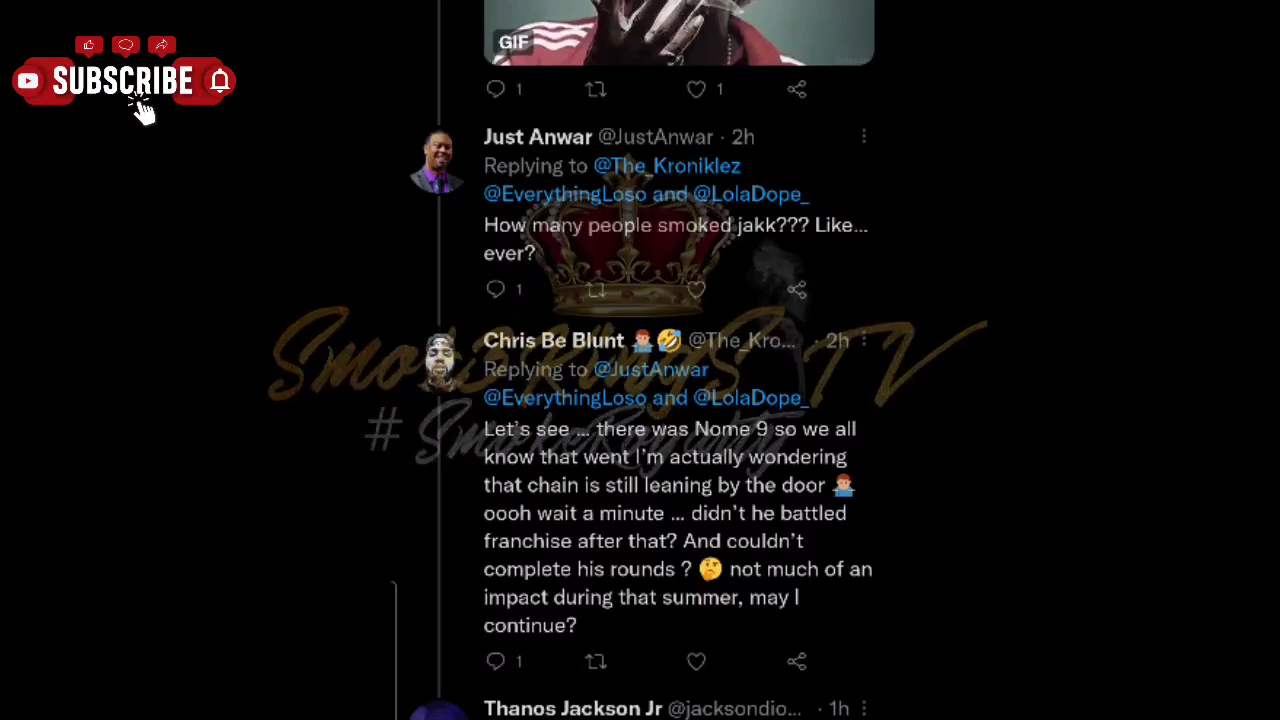 GIF
SUBSCRIBE
1
1
Just Anwar @JustAnwar · 2h
Replying to @The_Kroniklez
@EverythingLoso and @LolaDope_
How many people smoked jakk??? Like...
ever?
1
Chris Be Blunt 🤷🏽‍♂️🤣 @The_Kro... · 2h
Replying to @JustAnwar
@EverythingLoso and @LolaDope_
Smok3 RingS TV
#SmokeRoyalty
Let's see ... there was Nome 9 so we all
know that went I'm actually wondering
that chain is still leaning by the door 🤷🏽‍♂️
oooh wait a minute ... didn't he battled
franchise after that? And couldn't
complete his rounds ? 🤔 not much of an
impact during that summer, may I
continue?
1
Thanos Jackson Jr @jacksondio... · 1h